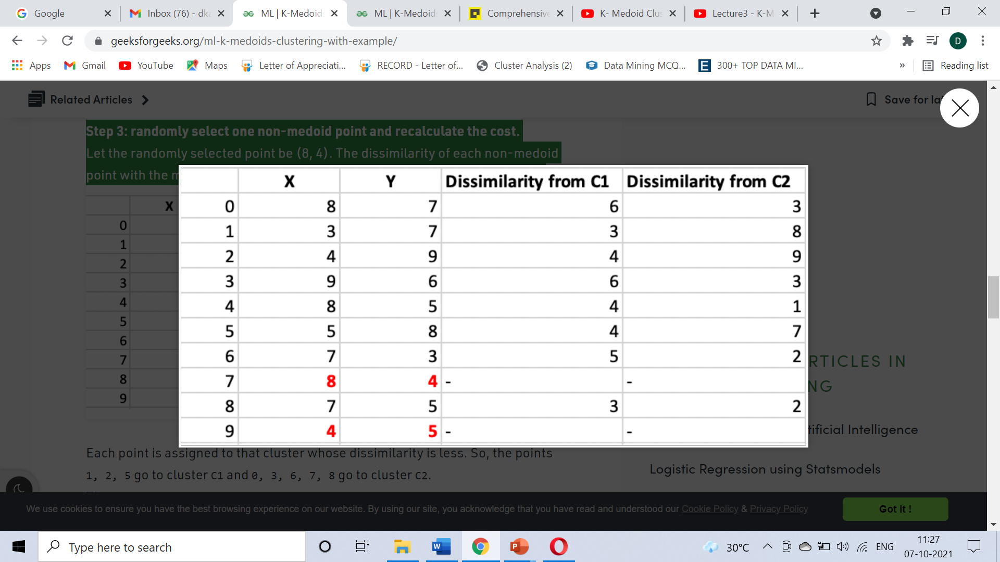 Google
Inbox (76) - dka
ML | K-Medoids
ML | K-Medoids
Comprehensive
K- Medoid Clus
Lecture3 - K-M
geeksforgeeks.org/ml-k-medoids-clustering-with-example/
Apps Gmail YouTube Maps Letter of Appreciati... RECORD - Letter of... Cluster Analysis (2) Data Mining MCQ... 300+ TOP DATA MI... » Reading list
Related Articles
Save for la
Step 3: randomly select one non-medoid point and recalculate the cost.
Let the randomly selected point be (8, 4). The dissimilarity of each non-medoid
point with the m
X
0
1
2
3
4
5
6
7
8
9
X Y Dissimilarity from C1 Dissimilarity from C2
0 8 7 6 3
1 3 7 3 8
2 4 9 4 9
3 9 6 6 3
4 8 5 4 1
5 5 8 4 7
6 7 3 5 2
7 8 4 - -
8 7 5 3 2
9 4 5 - -
RTICLES IN
NG
tificial Intelligence
Logistic Regression using Statsmodels
Each point is assigned to that cluster whose dissimilarity is less. So, the points
1, 2, 5 go to cluster C1 and 0, 3, 6, 7, 8 go to cluster C2.
We use cookies to ensure you have the best browsing experience on our website. By using our site, you acknowledge that you have read and understood our Cookie Policy & Privacy Policy
Got It !
Type here to search
30°C
ENG
11:27
07-10-2021